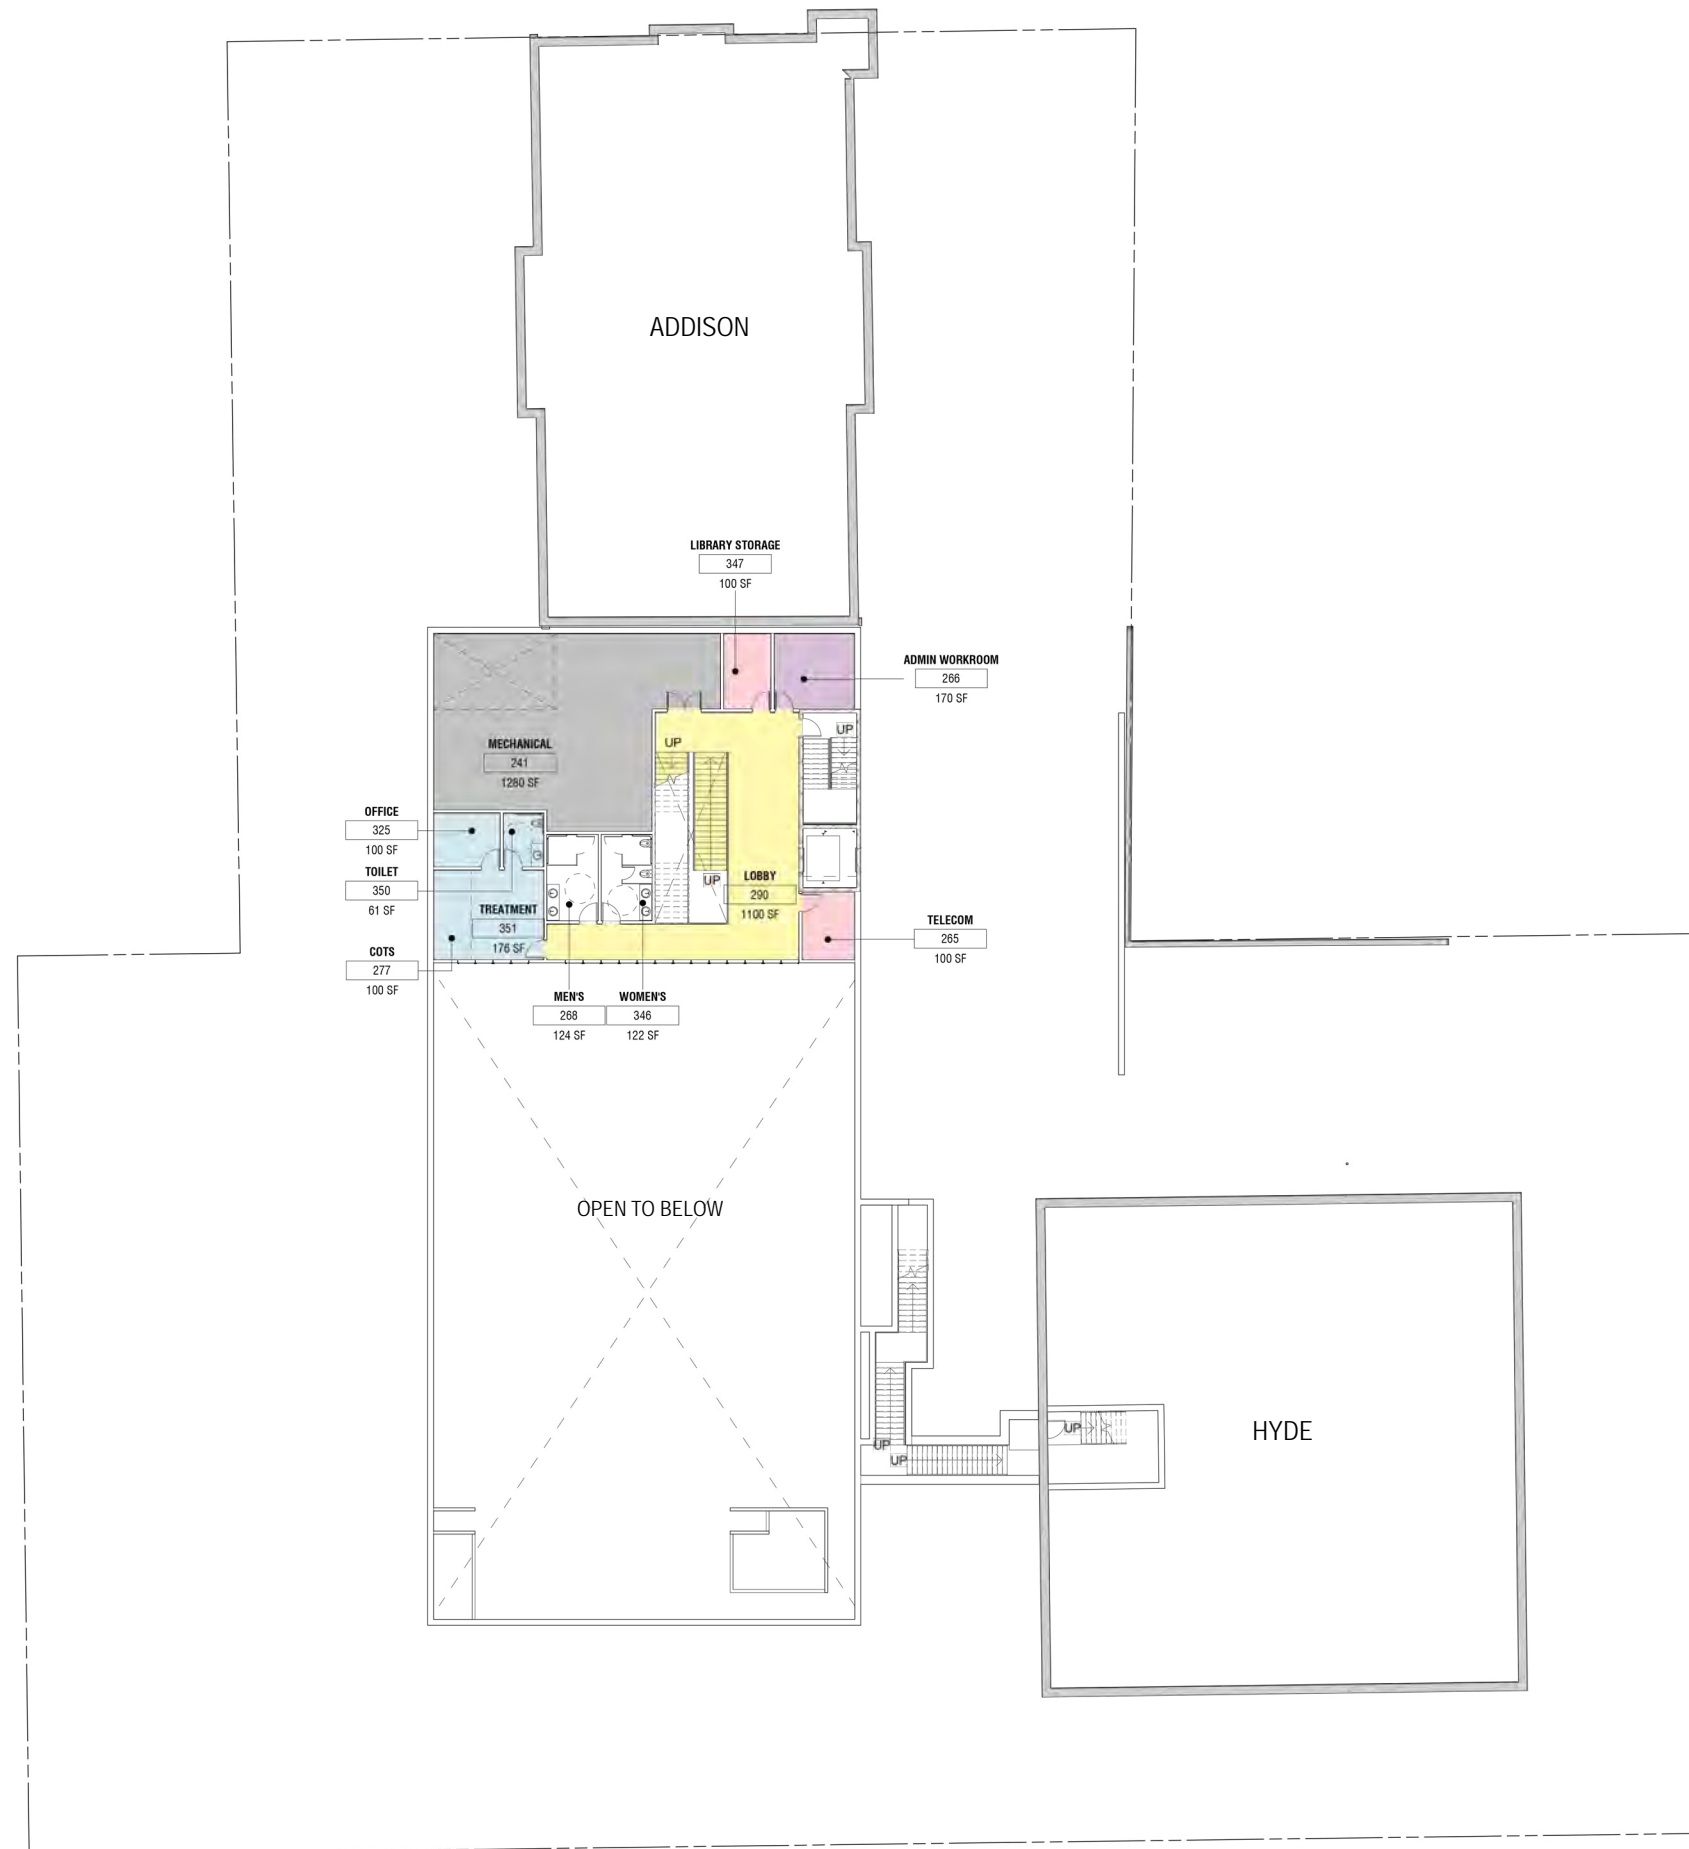 ADDISON
LIBRARY STORAGE
347
100 SF
ADMIN WORKROOM
266
170 SF
UP
UP
MECHANICAL
241
1280 SF
OFFICE
325
100 SF
TOILET
350
61 SF
UP
LOBBY
290
1100 SF
TREATMENT
351
176 SF
TELECOM
265
100 SF
COTS
277
100 SF
MEN'S
268
124 SF
WOMEN'S
346
122 SF
OPEN TO BELOW
UP
HYDE
UP
UP